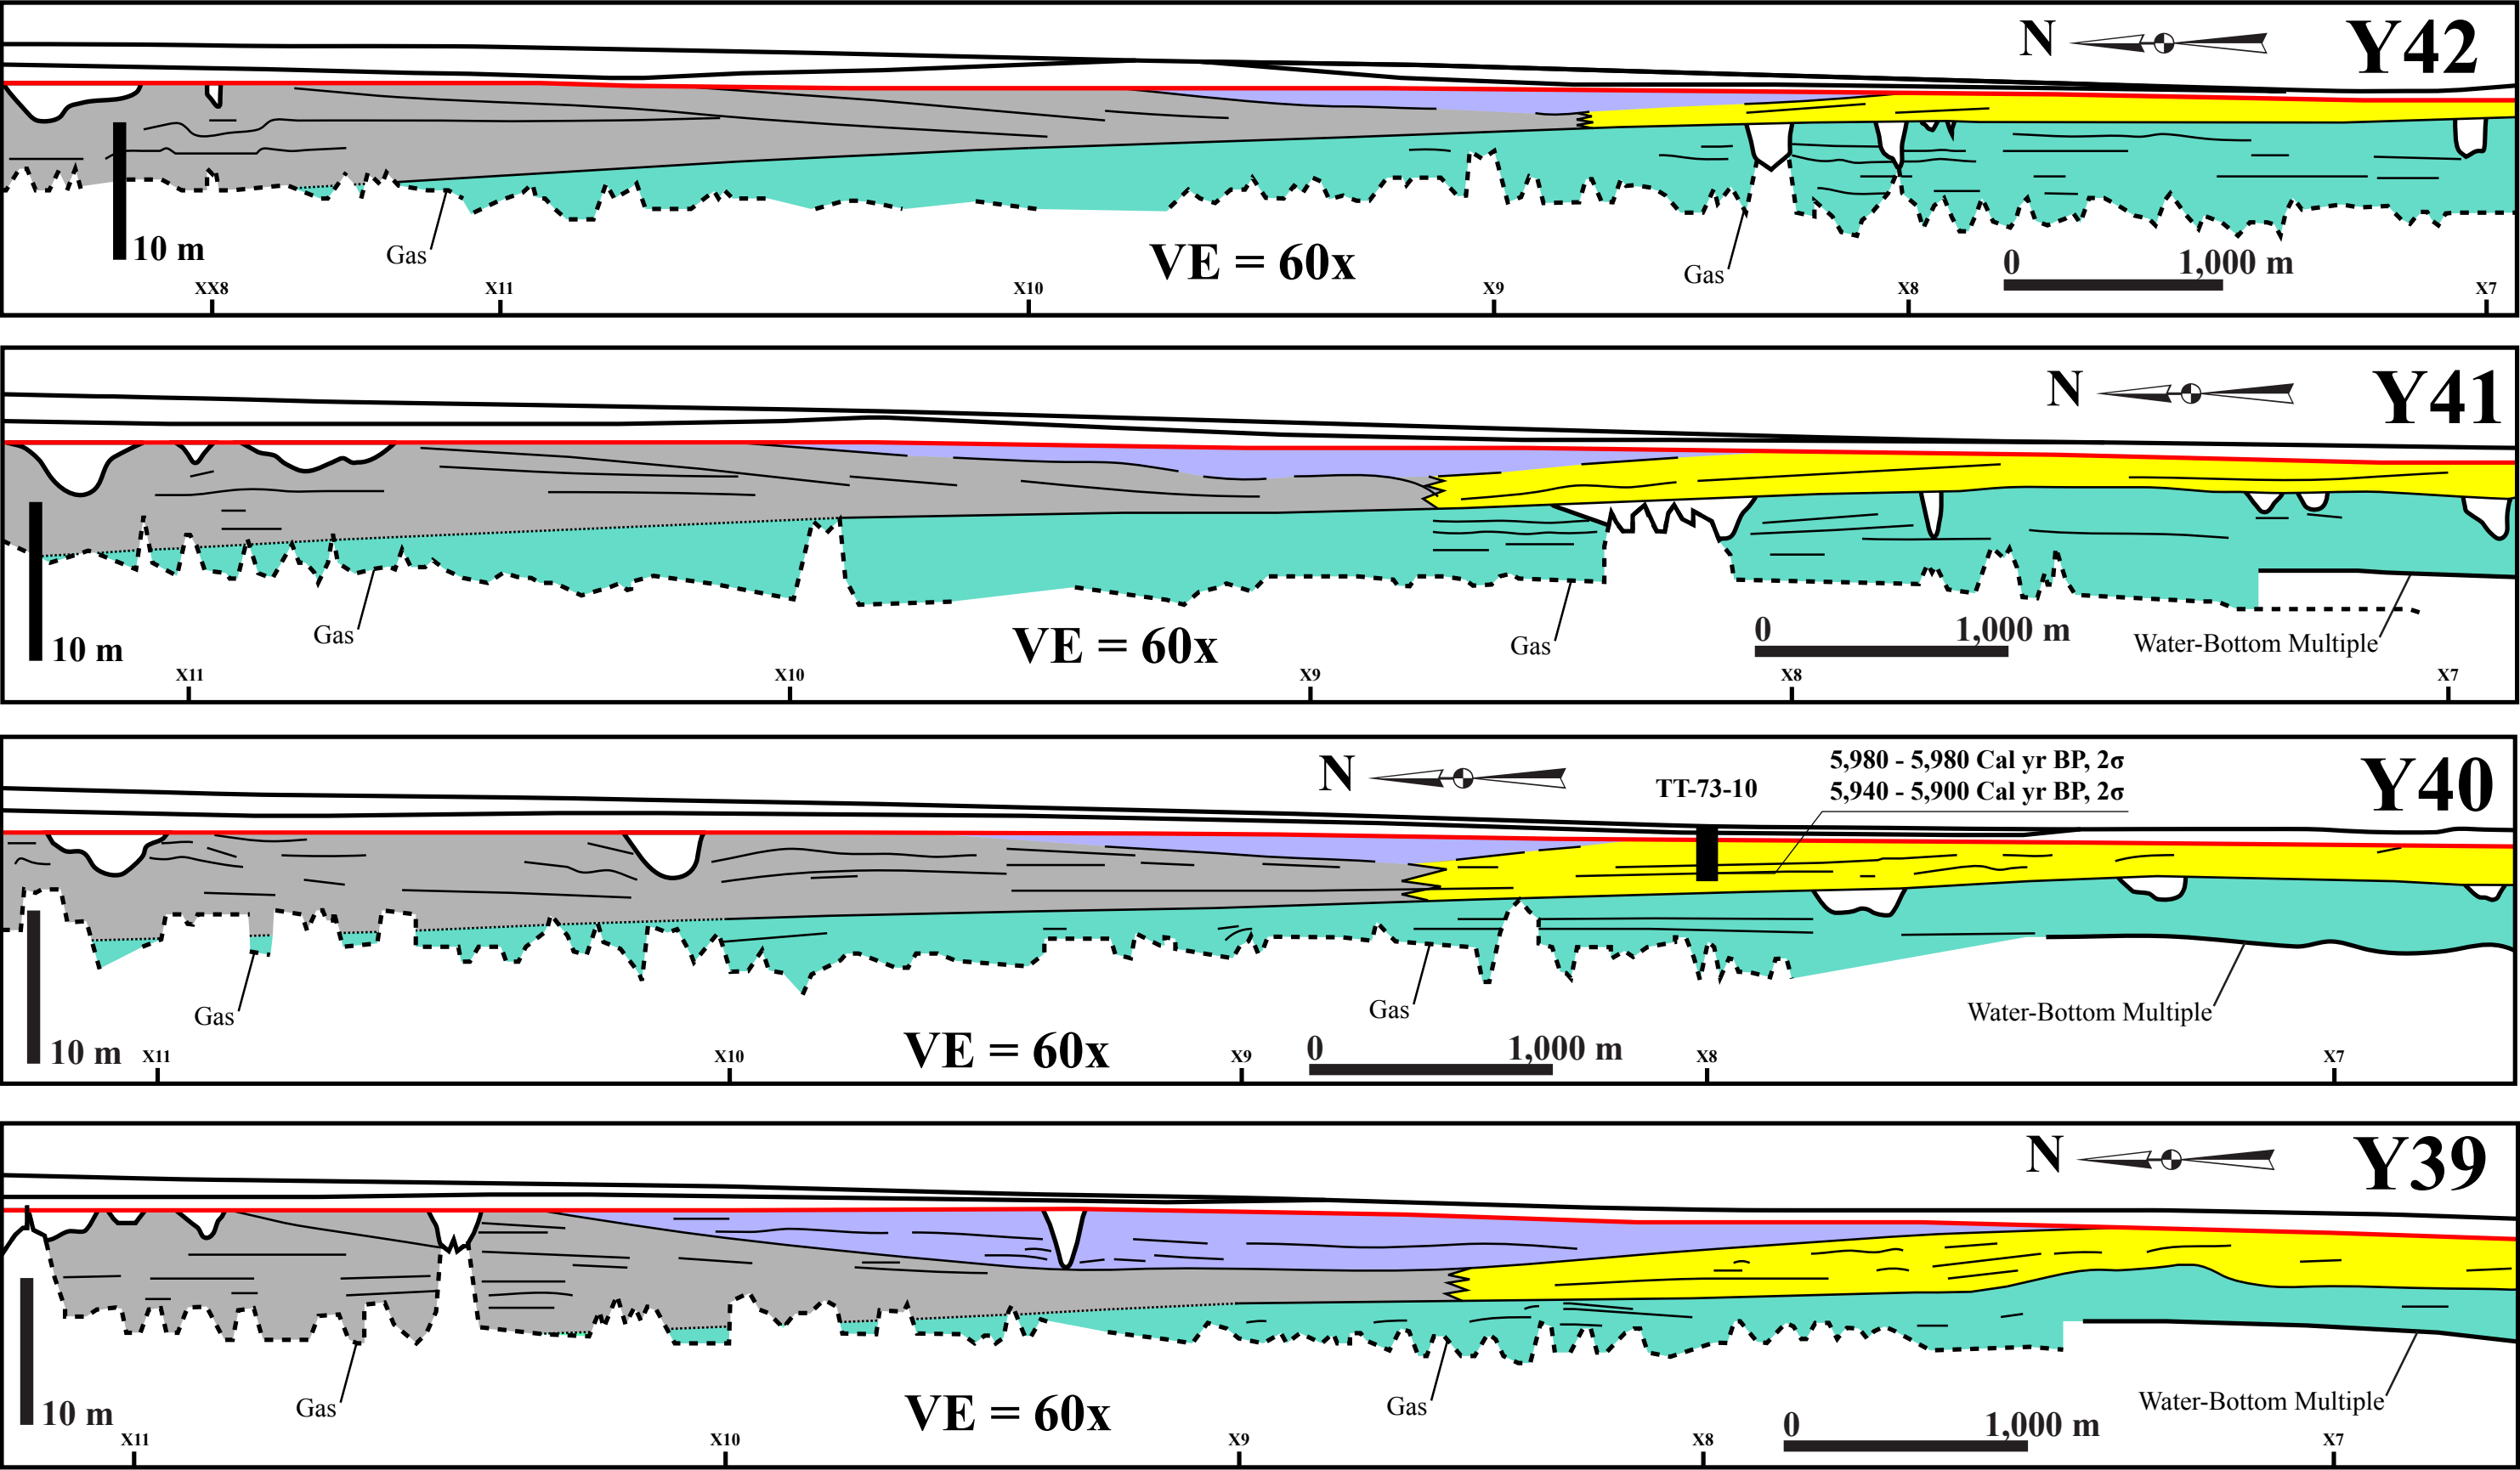 N
Y42
10 m
Gas
VE = 60x
Gas
0
1,000 m
XX8
X11
X10
X9
X8
X7
N
Y41
10 m
Gas
VE = 60x
Gas
0
1,000 m
Water-Bottom Multiple
X11
X10
X9
X8
X7
N
TT-73-10
5,980 - 5,980 Cal yr BP, 2σ
5,940 - 5,900 Cal yr BP, 2σ
Y40
10 m
Gas
VE = 60x
Gas
0
1,000 m
Water-Bottom Multiple
X11
X10
X9
X8
X7
N
Y39
10 m
Gas
VE = 60x
Gas
0
1,000 m
Water-Bottom Multiple
X11
X10
X9
X8
X7